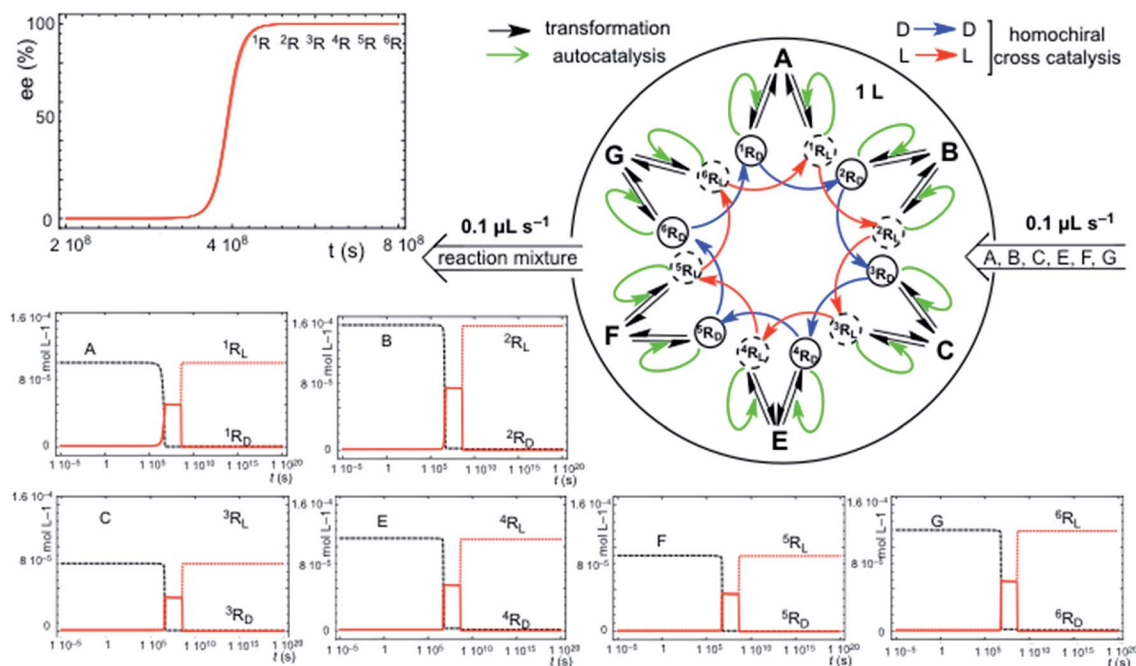 100
50
0
ee (%)
¹R ²R ³R ⁴R ⁵R ⁶R
2 10⁸ 4 10⁸ 8 10⁸
t (s)
transformation
autocatalysis
D D
L L
homochiral
cross catalysis
1 L
A
B
C
E
F
G
¹R_D
¹R_L
²R_D
²R_L
³R_D
³R_L
⁴R_D
⁴R_L
⁵R_D
⁵R_L
⁶R_D
⁶R_L
0.1 µL s⁻¹
reaction mixture
0.1 µL s⁻¹
A, B, C, E, F, G
1.6 10⁻⁴
8 10⁻⁵
0
mol L–1
A
¹R_L
¹R_D
1 10⁻⁵ 1 1 10⁵ 1 10¹⁰ 1 10¹⁵ 1 10²⁰
t (s)
1.6 10⁻⁴
8 10⁻⁵
0
mol L–1
B
²R_L
²R_D
1 10⁻⁵ 1 1 10⁵ 1 10¹⁰ 1 10¹⁵ 1 10²⁰
t (s)
1.6 10⁻⁴
8 10⁻⁵
0
mol L–1
C
³R_L
³R_D
1 10⁻⁵ 1 1 10⁵ 1 10¹⁰ 1 10¹⁵ 1 10²⁰
t (s)
1.6 10⁻⁴
8 10⁻⁵
0
mol L–1
E
⁴R_L
⁴R_D
1 10⁻⁵ 1 1 10⁵ 1 10¹⁰ 1 10¹⁵ 1 10²⁰
t (s)
1.6 10⁻⁴
8 10⁻⁵
0
mol L–1
F
⁵R_L
⁵R_D
1 10⁻⁵ 1 1 10⁵ 1 10¹⁰ 1 10¹⁵ 1 10²⁰
t (s)
1.6 10⁻⁴
8 10⁻⁵
0
mol L–1
G
⁶R_L
⁶R_D
1 10⁻⁵ 1 1 10⁵ 1 10¹⁰ 1 10¹⁵ 1 10²⁰
t (s)